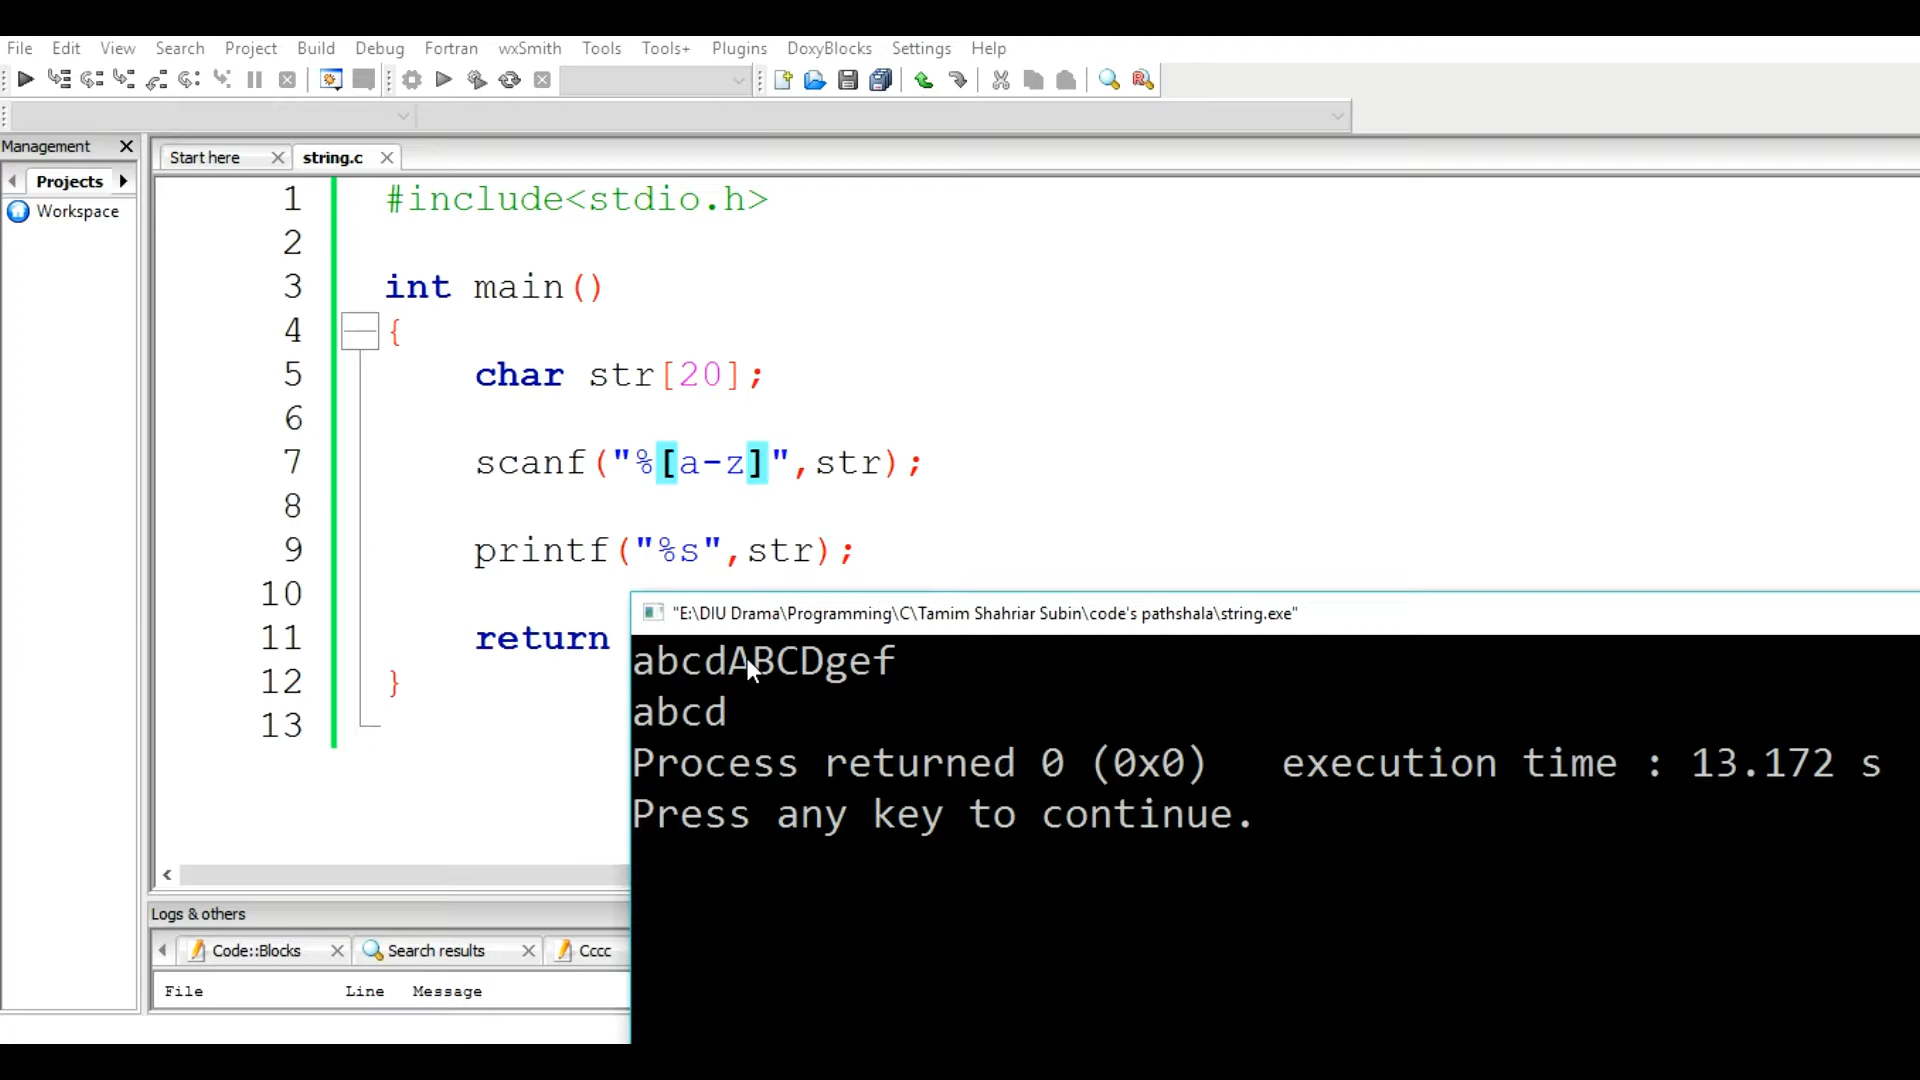 File Edit View Search Project Build Debug Fortran wxSmith Tools Tools+ Plugins DoxyBlocks Settings Help
Management
Start here string.c
Projects
Workspace
1 #include<stdio.h>
2
3 int main()
4 {
5 char str[20];
6
7 scanf("%[a-z]",str);
8
9 printf("%s",str);
10
11 return
12 }
13
"E:\DIU Drama\Programming\C\Tamim Shahriar Subin\code's pathshala\string.exe"
abcdABCDgef
abcd
Process returned 0 (0x0) execution time : 13.172 s
Press any key to continue.
Logs & others
Code::Blocks Search results Cccc
File Line Message